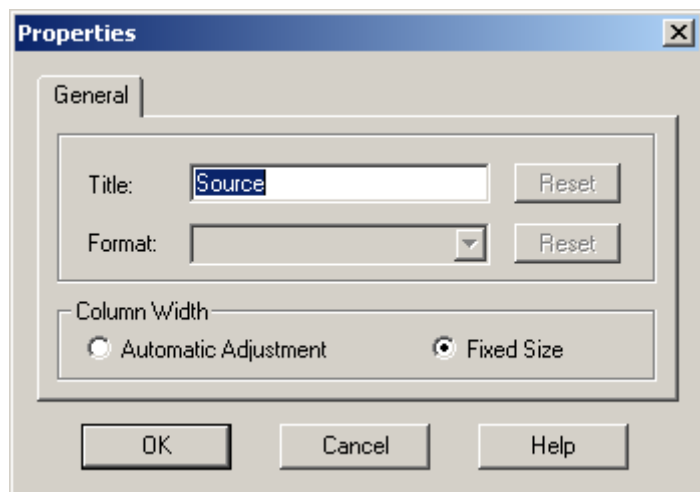 Properties
General
Title: Source Reset
Format: Reset
Column Width
Automatic Adjustment Fixed Size
OK Cancel Help